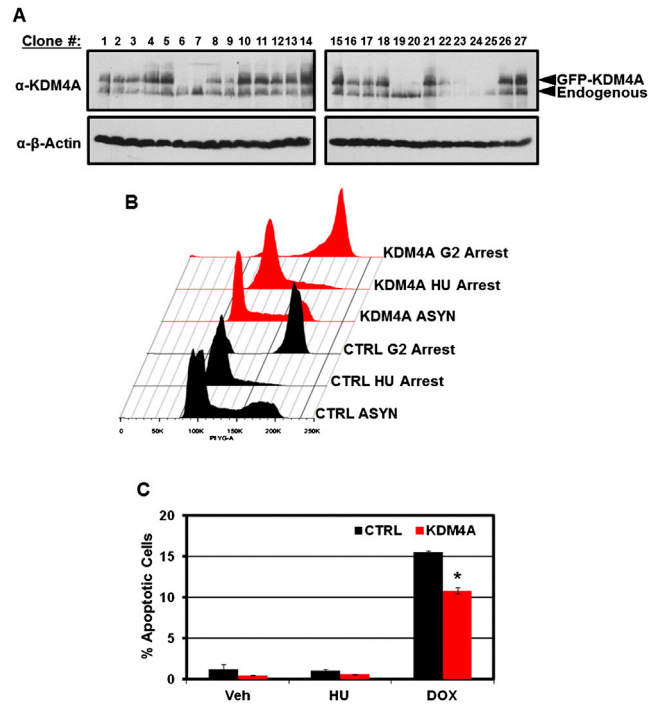 A
Clone #: 1 2 3 4 5 6 7 8 9 10 11 12 13 14 15 16 17 18 19 20 21 22 23 24 25 26 27
α-KDM4A
GFP-KDM4A
Endogenous
α-β-Actin
B
KDM4A G2 Arrest
KDM4A HU Arrest
KDM4A ASYN
CTRL G2 Arrest
CTRL HU Arrest
CTRL ASYN
0 50K 100K 150K 200K 250K
C
% Apoptotic Cells
20
15
10
5
0
CTRL KDM4A
*
Veh HU DOX